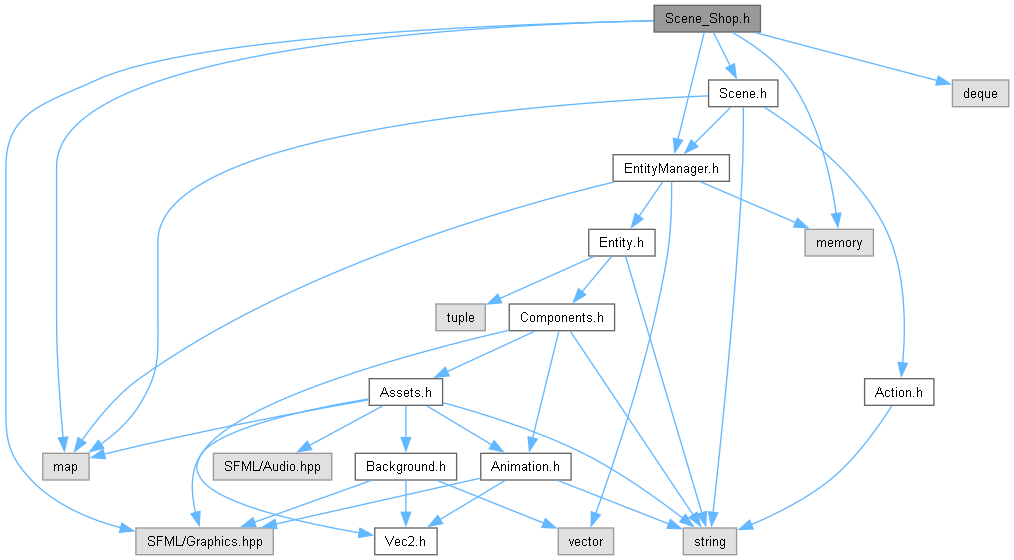 Scene_Shop.h
Scene.h
deque
EntityManager.h
Entity.h
memory
tuple
Components.h
Assets.h
Action.h
map
SFML/Audio.hpp
Background.h
Animation.h
SFML/Graphics.hpp
Vec2.h
vector
string